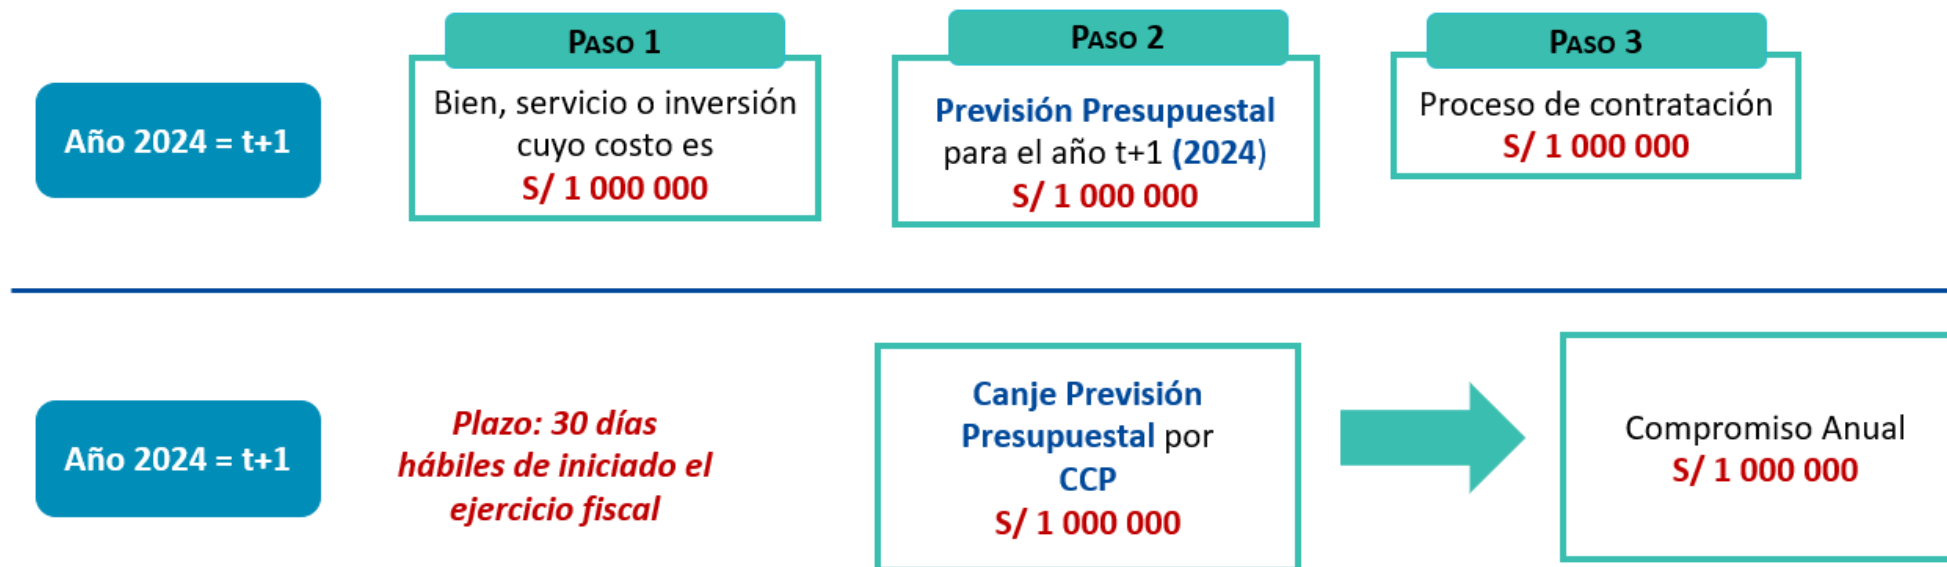 Año 2024 = t+1
PASO 1
Bien, servicio o inversión
cuyo costo es
S/ 1 000 000
PASO 2
Previsión Presupuestal
para el año t+1 (2024)
S/ 1 000 000
PASO 3
Proceso de contratación
S/ 1 000 000
Año 2024 = t+1
Plazo: 30 días
hábiles de iniciado el
ejercicio fiscal
Canje Previsión
Presupuestal por
CCP
S/ 1 000 000
Compromiso Anual
S/ 1 000 000